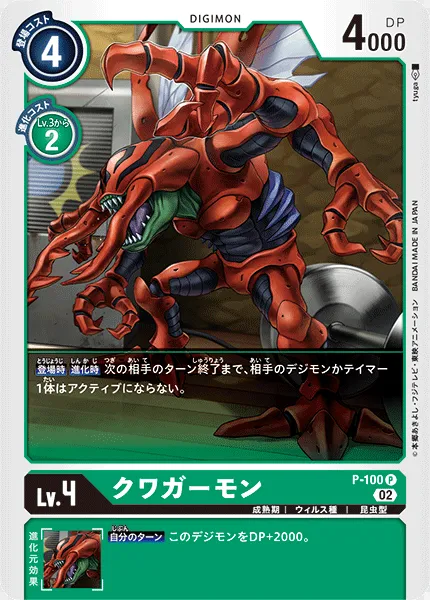 登場コスト
4
DIGIMON
DP
4000
進化コスト
Lv.3から
2
tyuga
BANDAI MADE IN JAPAN
©本郷あきよし・フジテレビ・東映アニメーション
登場時 進化時 次の相手のターン終了まで、相手のデジモンかテイマー
1体はアクティブにならない。
P-100 P
02
Lv.4
クワガーモン
成熟期 | ウィルス種 | 昆虫型
進化元効果
自分のターン このデジモンをDP+2000。